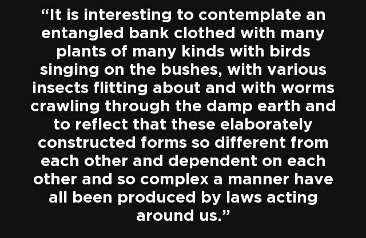 “It is interesting to contemplate an
entangled bank clothed with many
plants of many kinds with birds
singing on the bushes, with various
insects flitting about and with worms
crawling through the damp earth and
to reflect that these elaborately
constructed forms so different from
each other and dependent on each
other and so complex a manner have
all been produced by laws acting
around us.”